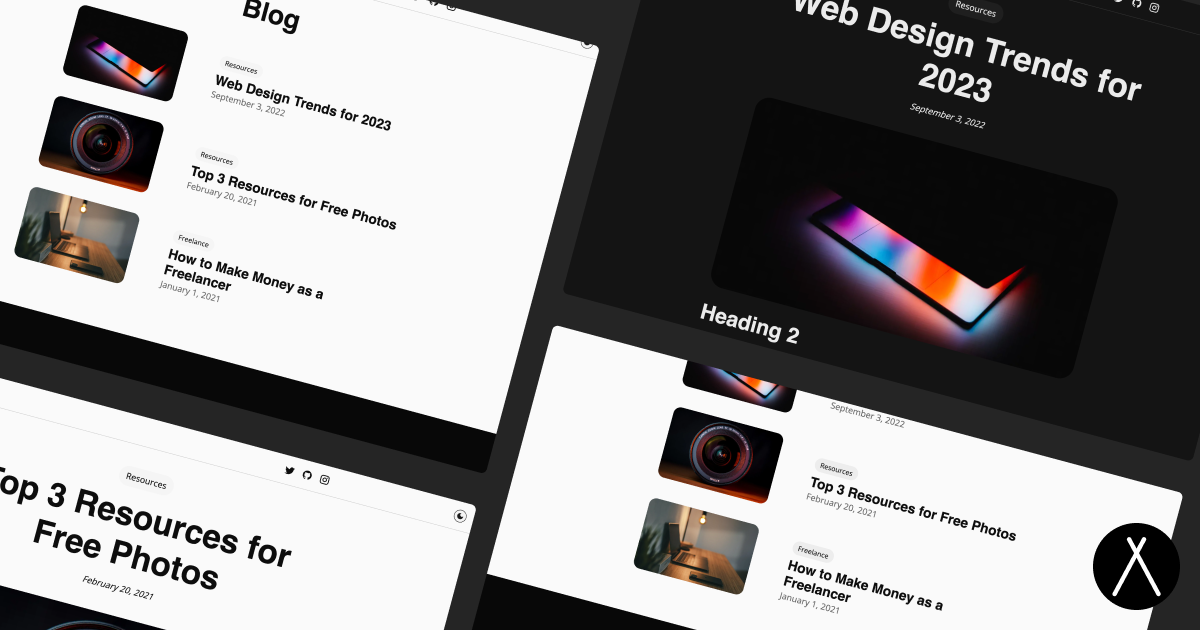 Blog
Resources
Web Design Trends for 2023
September 3, 2022
Resources
Top 3 Resources for Free Photos
February 20, 2021
Freelance
How to Make Money as a
Freelancer
January 1, 2021
Resources
Web Design Trends for
2023
September 3, 2022
Heading 2
Resources
Top 3 Resources for
Free Photos
February 20, 2021
September 3, 2022
Resources
Top 3 Resources for Free Photos
February 20, 2021
Freelance
How to Make Money as a
Freelancer
January 1, 2021